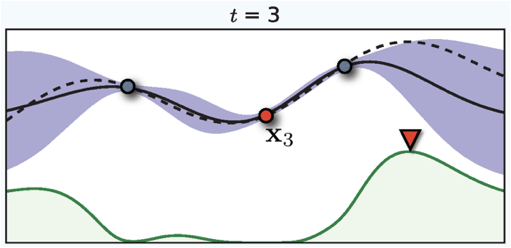 t = 3
x₃